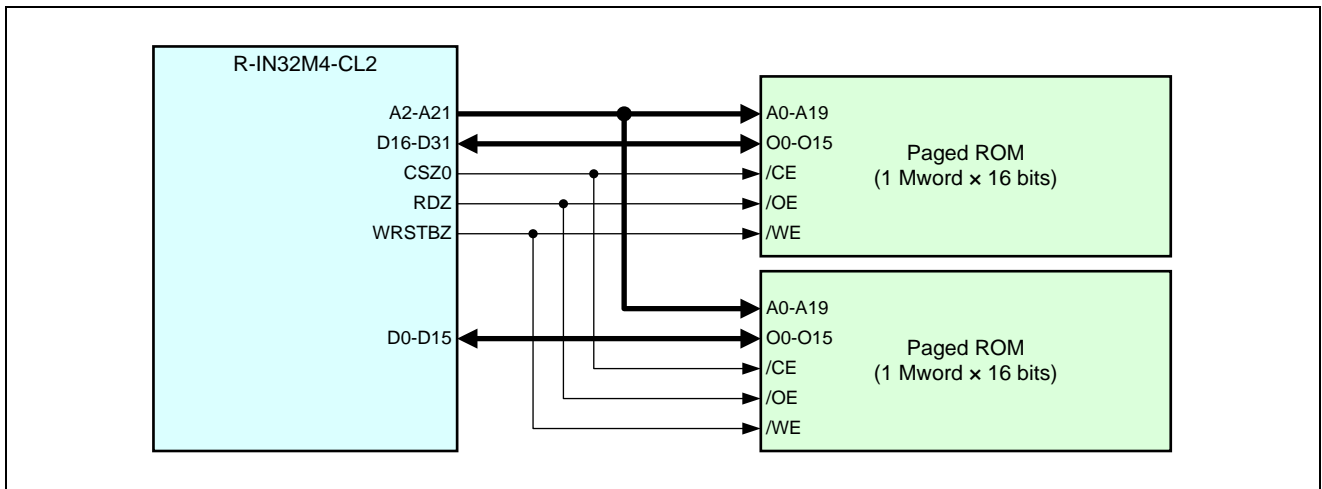 R-IN32M4-CL2
A2-A21
D16-D31
CSZ0
RDZ
WRSTBZ
D0-D15
A0-A19
O0-O15
/CE
/OE
/WE
Paged ROM
(1 Mword × 16 bits)
A0-A19
O0-O15
/CE
/OE
/WE
Paged ROM
(1 Mword × 16 bits)